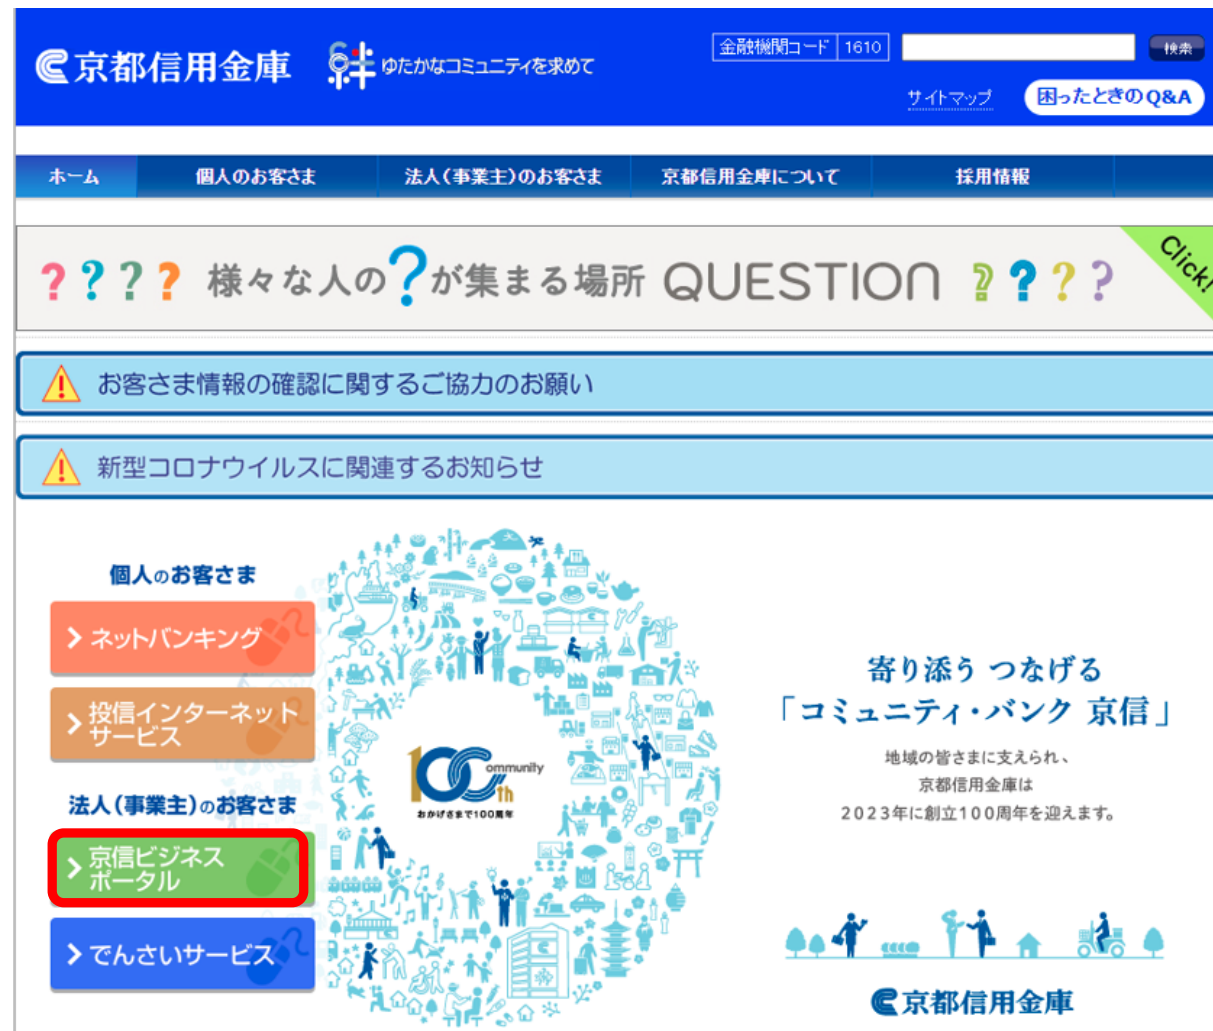 京都信用金庫
絆 ゆたかなコミュニティを求めて
金融機関コード 1610
検索
サイトマップ
困ったときのQ&A
ホーム 個人のお客さま 法人(事業主)のお客さま 京都信用金庫について 採用情報
???? 様々な人の?が集まる場所 QUESTION ????
Click!
お客さま情報の確認に関するご協力のお願い
新型コロナウイルスに関連するお知らせ
個人のお客さま
ネットバンキング
投信インターネット
サービス
法人(事業主)のお客さま
京信ビジネス
ポータル
でんさいサービス
100 Community th
おかげさまで100周年
寄り添う つなげる
「コミュニティ・バンク 京信」
地域の皆さまに支えられ、
京都信用金庫は
2023年に創立100周年を迎えます。
京都信用金庫